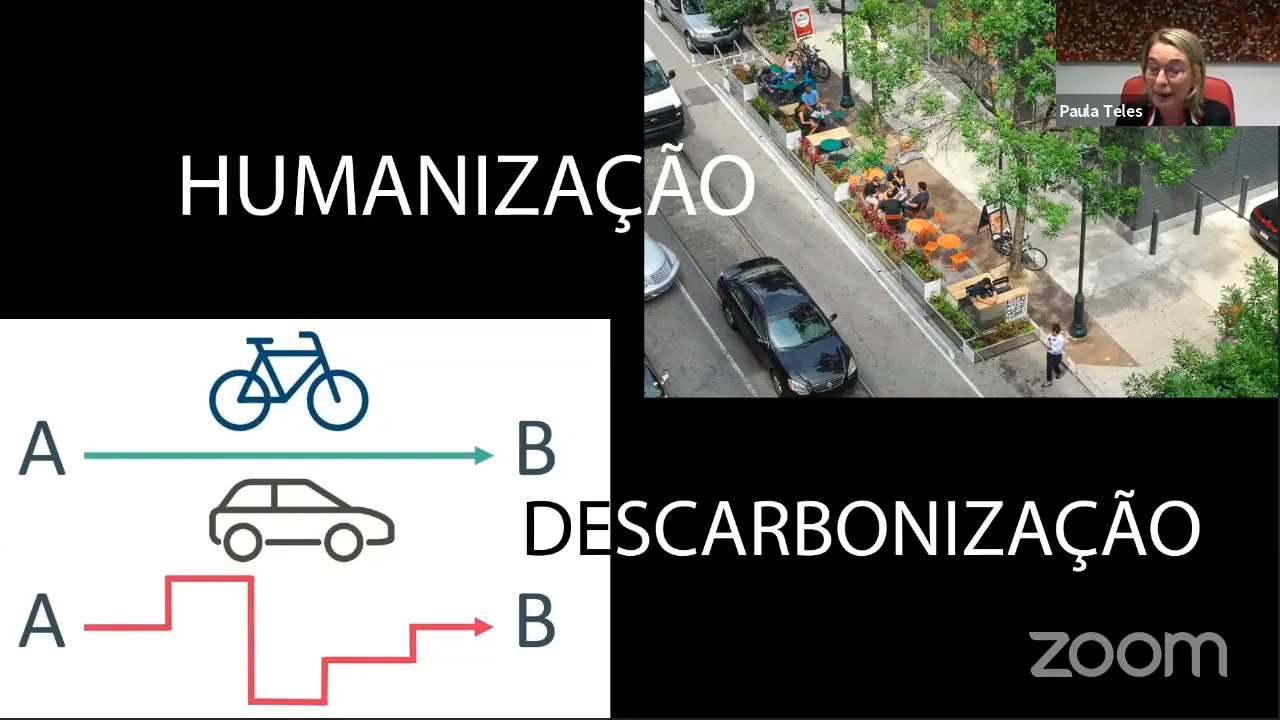 Paula Teles
HUMANIZAÇÃO
A
B
DESCARBONIZAÇÃO
A
B
zoom